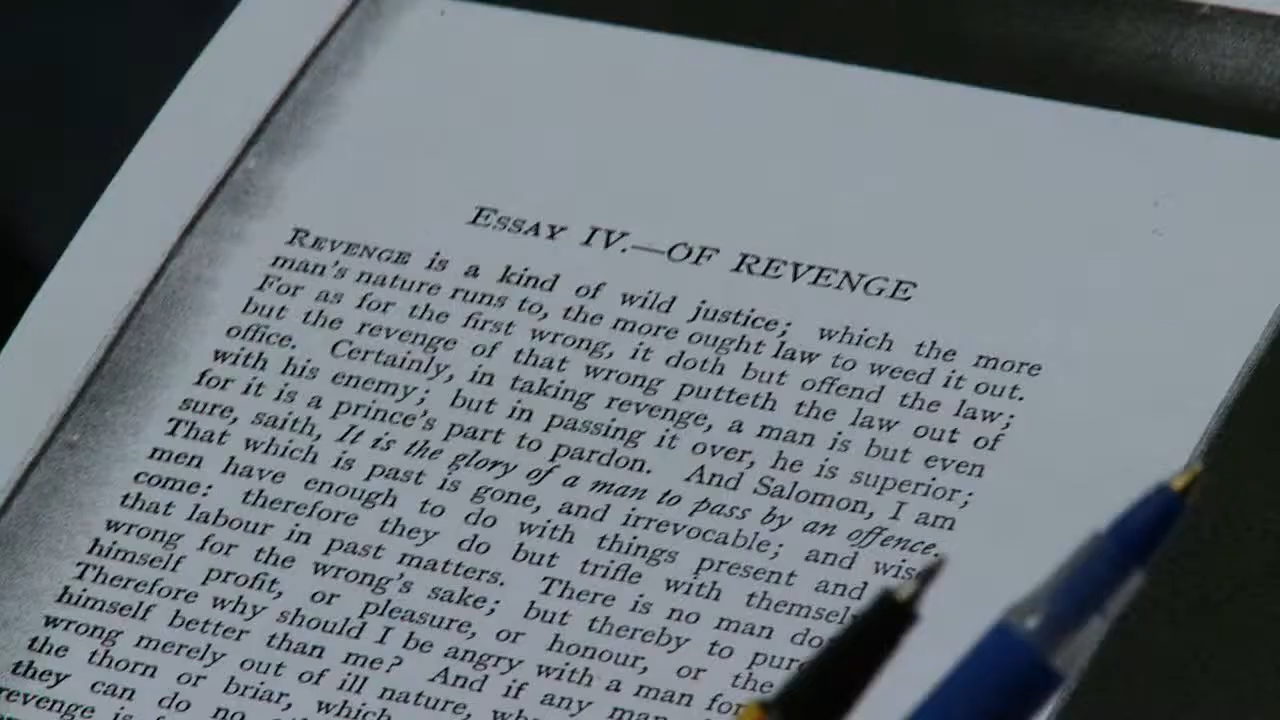 ESSAY IV.—OF REVENGE
REVENGE is a kind of wild justice; which the more
man's nature runs to, the more ought law to weed it out.
For as for the first wrong, it doth but offend the law;
but the revenge of that wrong putteth the law out of
office. Certainly, in taking revenge, a man is but even
with his enemy; but in passing it over, he is superior;
for it is a prince's part to pardon. And Salomon, I am
sure, saith, It is the glory of a man to pass by an offence.
That which is past is gone, and irrevocable; and
men have enough to do with things present and
come: therefore they do but trifle with
that labour in past matters. There is no man
wrong for the wrong's sake; but thereby to
himself profit, or pleasure, or honour, or the
Therefore why should I be angry with a man for
himself better than me? And if any man
wrong merely out of ill nature,
the thorn or briar, which
they can do no
revenge is